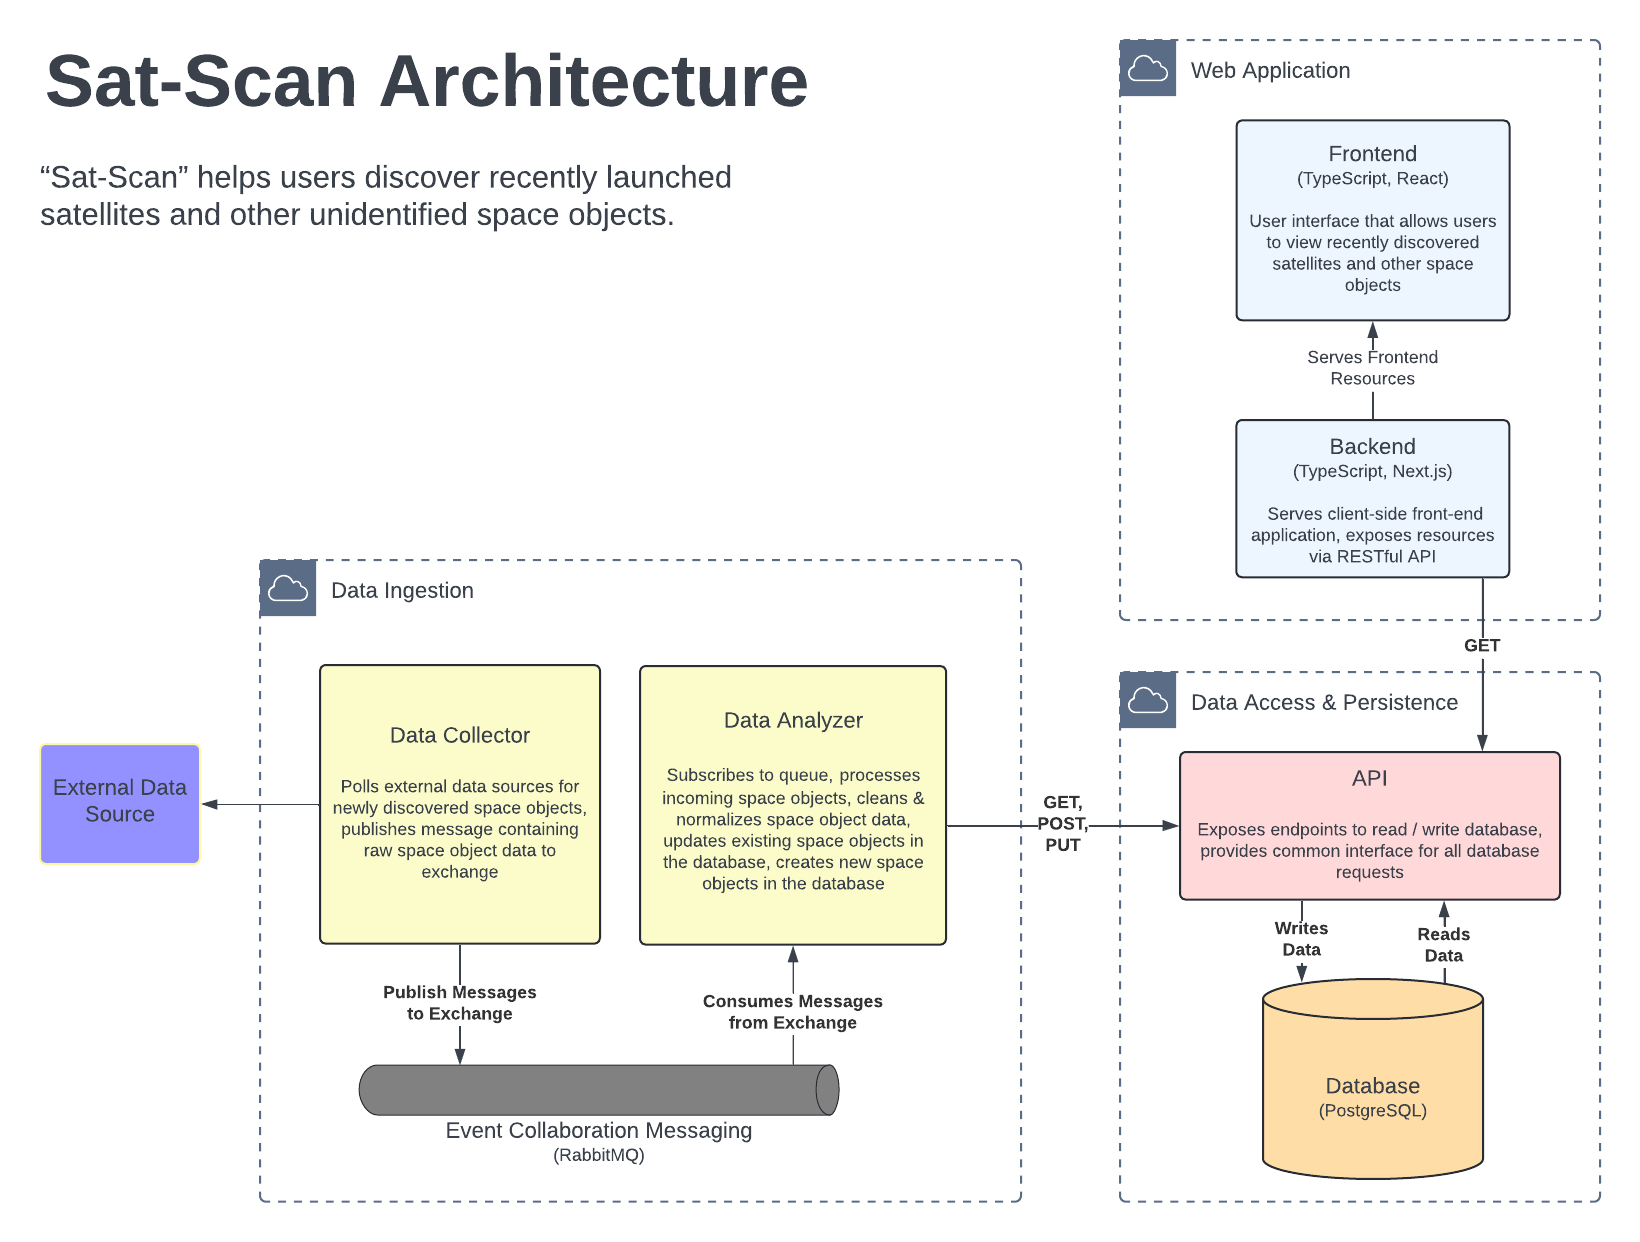 Sat-Scan Architecture
“Sat-Scan” helps users discover recently launched
satellites and other unidentified space objects.
Web Application
Frontend
(TypeScript, React)
User interface that allows users
to view recently discovered
satellites and other space
objects
Serves Frontend
Resources
Backend
(TypeScript, Next.js)
Serves client-side front-end
application, exposes resources
via RESTful API
GET
Data Ingestion
External Data
Source
Data Collector
Polls external data sources for
newly discovered space objects,
publishes message containing
raw space object data to
exchange
Data Analyzer
Subscribes to queue, processes
incoming space objects, cleans &
normalizes space object data,
updates existing space objects in
the database, creates new space
objects in the database
Publish Messages
to Exchange
Consumes Messages
from Exchange
Event Collaboration Messaging
(RabbitMQ)
GET,
POST,
PUT
Data Access & Persistence
API
Exposes endpoints to read / write database,
provides common interface for all database
requests
Writes
Data
Reads
Data
Database
(PostgreSQL)